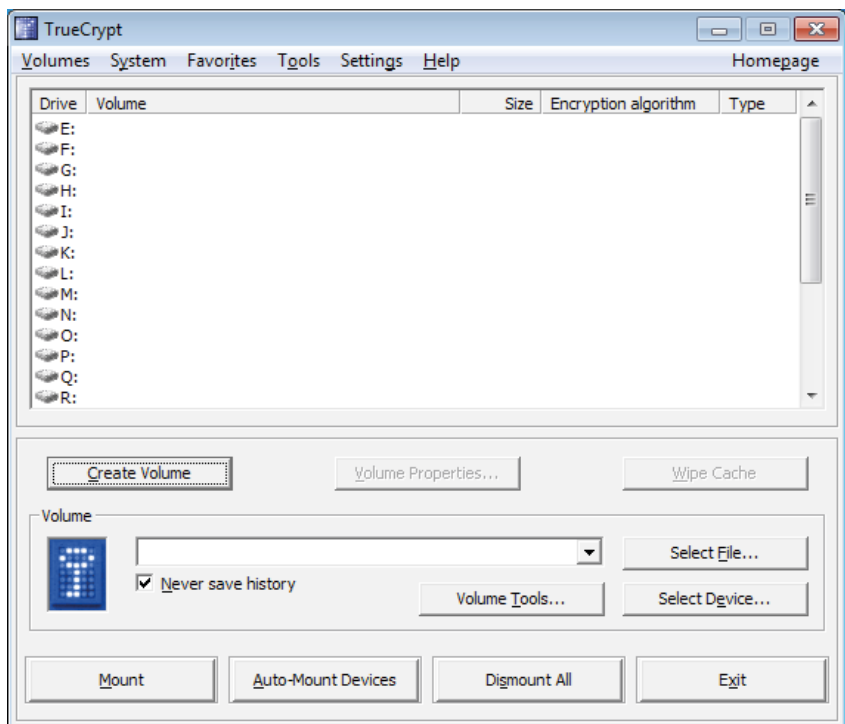 TrueCrypt
Volumes System Favorites Tools Settings Help Homepage
Drive Volume Size Encryption algorithm Type
E:
F:
G:
H:
I:
J:
K:
L:
M:
N:
O:
P:
Q:
R:
Create Volume Volume Properties... Wipe Cache
Volume
Select File...
Never save history
Volume Tools... Select Device...
Mount Auto-Mount Devices Dismount All Exit